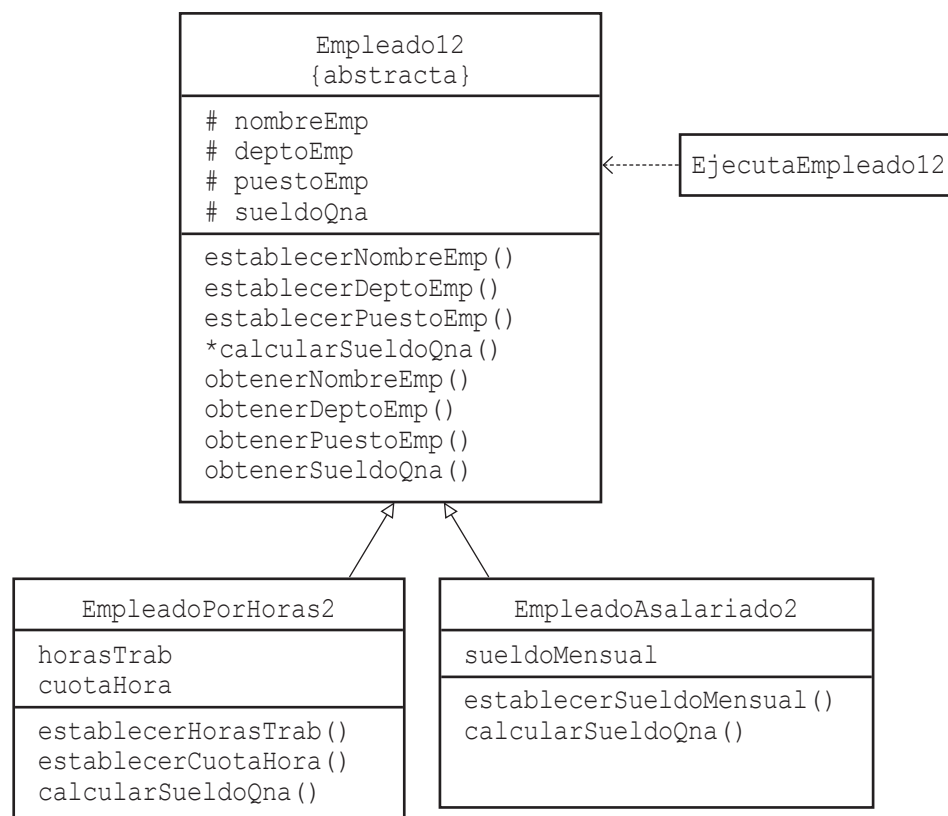 Empleado12
{abstracta}
# nombreEmp
# deptoEmp
# puestoEmp
# sueldoQna
establecerNombreEmp()
establecerDeptoEmp()
establecerPuestoEmp()
*calcularSueldoQna()
obtenerNombreEmp()
obtenerDeptoEmp()
obtenerPuestoEmp()
obtenerSueldoQna()
EjecutaEmpleado12
EmpleadoPorHoras2
horasTrab
cuotaHora
establecerHorasTrab()
establecerCuotaHora()
calcularSueldoQna()
EmpleadoAsalariado2
sueldoMensual
establecerSueldoMensual()
calcularSueldoQna()